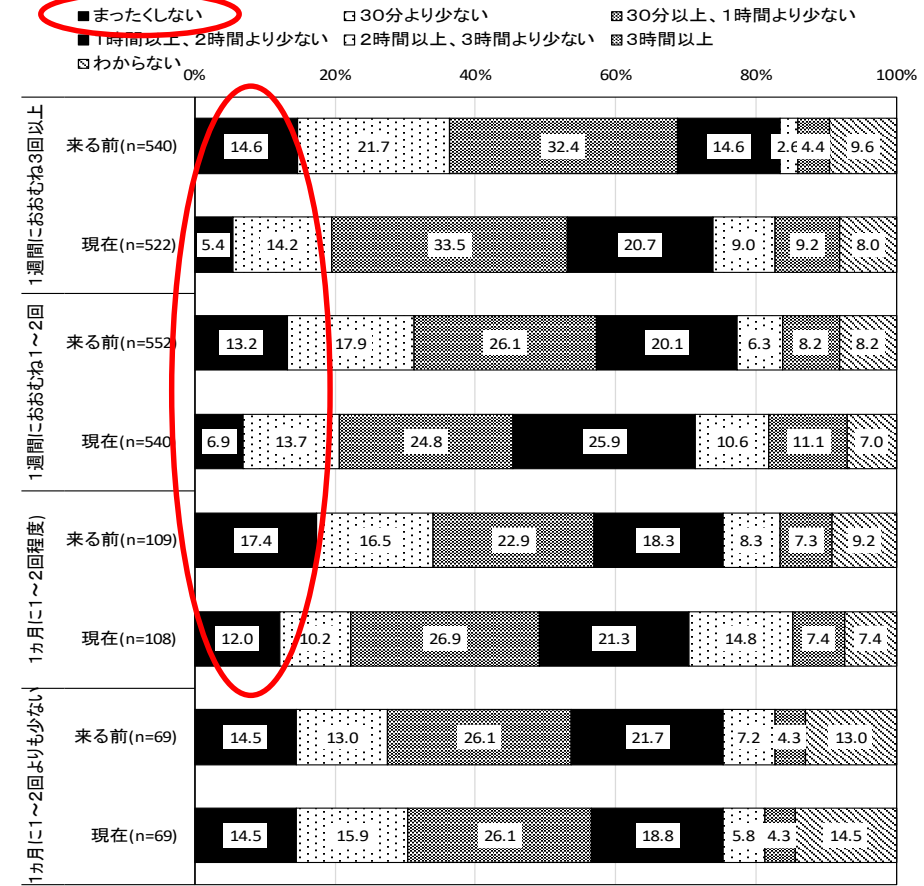 ■まったくしない □30分より少ない ▩30分以上、1時間より少ない
■1時間以上、2時間より少ない □2時間以上、3時間より少ない ▩3時間以上
▧わからない
0% 20% 40% 60% 80% 100%
1週間におおむね3回以上
来る前(n=540) 14.6 21.7 32.4 14.6 2.6 4.4 9.6
現在(n=522) 5.4 14.2 33.5 20.7 9.0 9.2 8.0
1週間におおむね1～2回
来る前(n=552) 13.2 17.9 26.1 20.1 6.3 8.2 8.2
現在(n=540) 6.9 13.7 24.8 25.9 10.6 11.1 7.0
1ヵ月に1～2回程度)
来る前(n=109) 17.4 16.5 22.9 18.3 8.3 7.3 9.2
現在(n=108) 12.0 10.2 26.9 21.3 14.8 7.4 7.4
1ヵ月に1～2回よりも少ない
来る前(n=69) 14.5 13.0 26.1 21.7 7.2 4.3 13.0
現在(n=69) 14.5 15.9 26.1 18.8 5.8 4.3 14.5